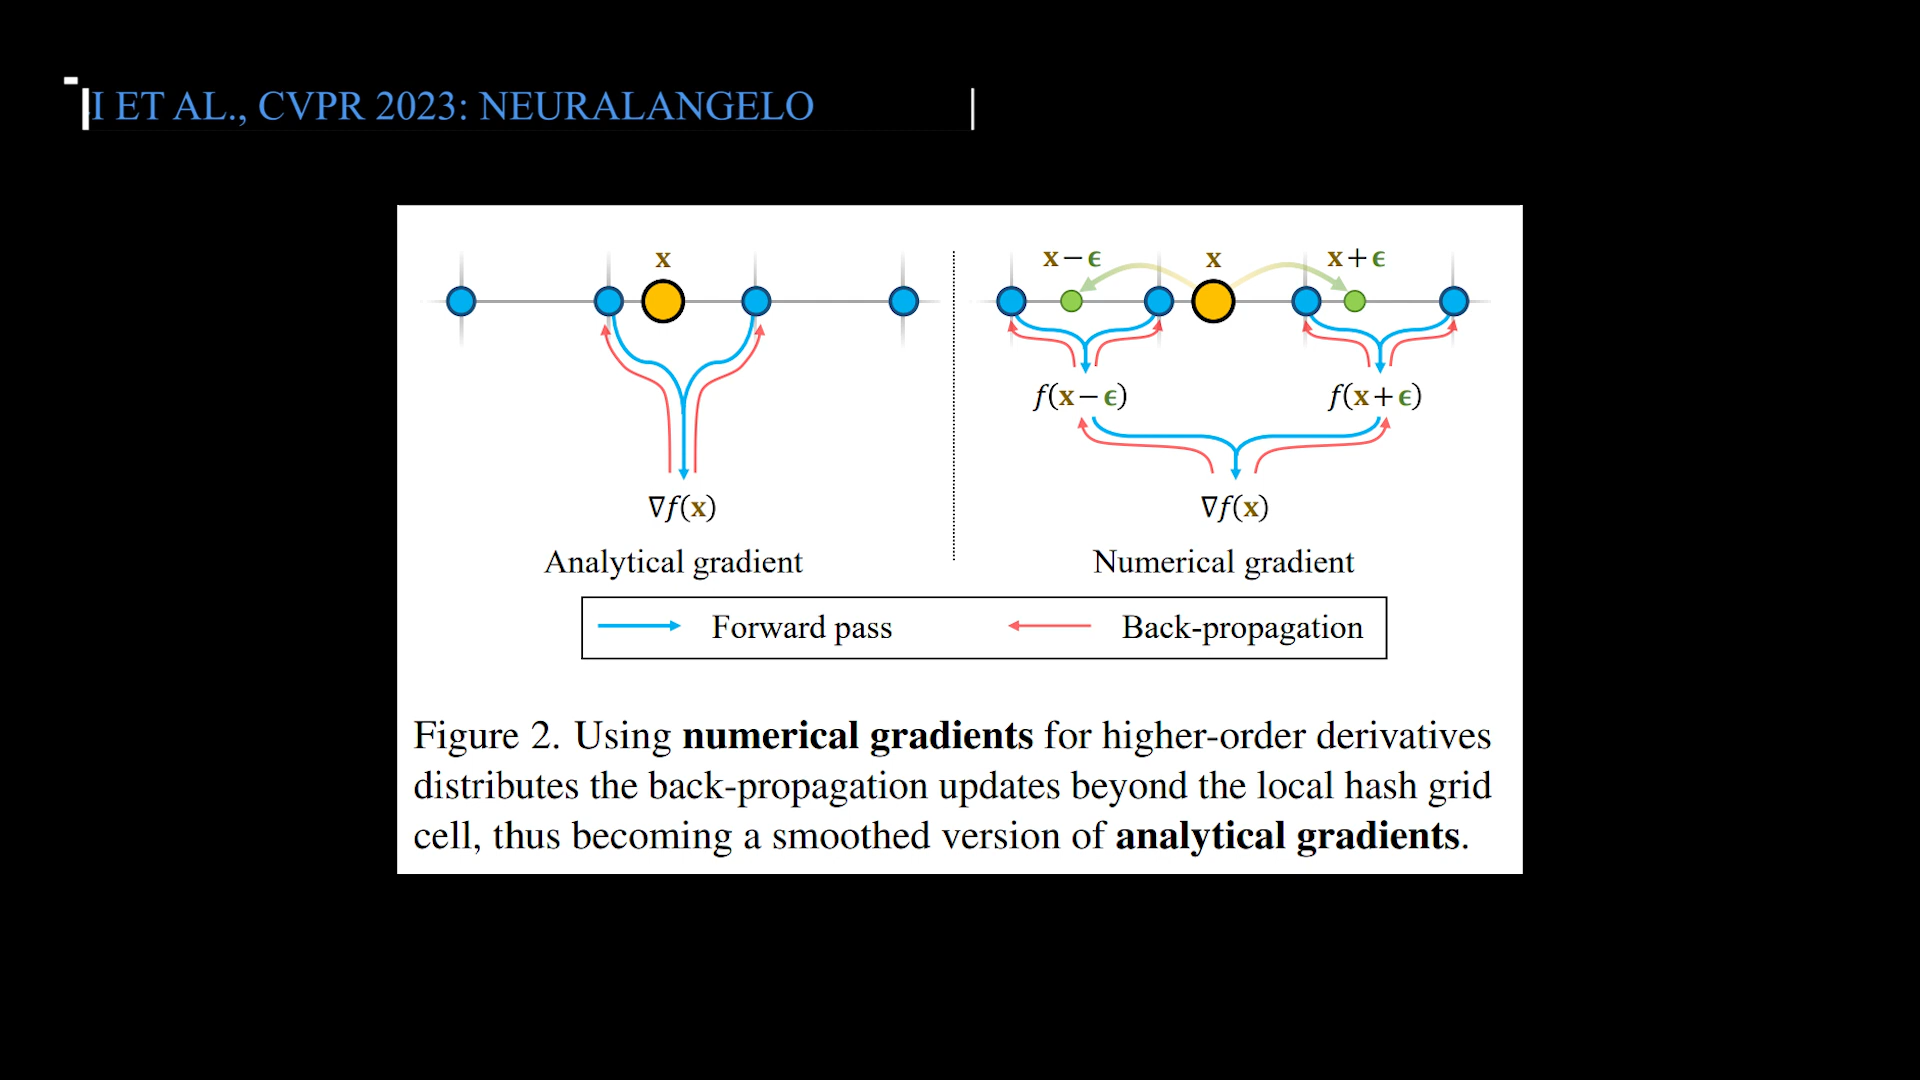 I ET AL., CVPR 2023: NEURALANGELO
x x−ϵ x x+ϵ
f(x−ϵ) f(x+ϵ)
∇f(x) ∇f(x)
Analytical gradient Numerical gradient
Forward pass Back-propagation
Figure 2. Using numerical gradients for higher-order derivatives
distributes the back-propagation updates beyond the local hash grid
cell, thus becoming a smoothed version of analytical gradients.